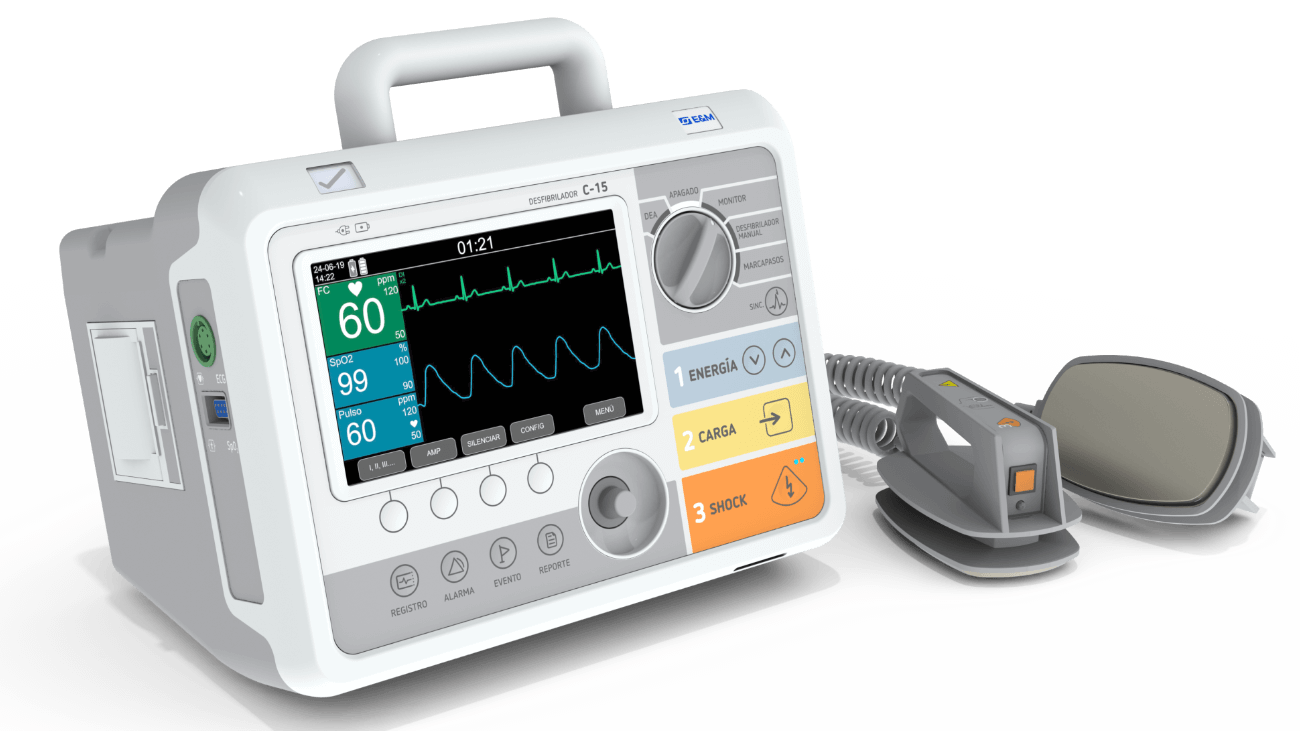 E&M
DESFIBRILADOR C-15
24-06-19
14:22
01:21
FC
ppm
120
60
50
SpO2
%
100
99
90
Pulso
ppm
120
60
50
I, II, III....
AMP
SILENCIAR
CONFIG
MENÚ
DEA
APAGADO
MONITOR
DESFIBRILADOR
MANUAL
MARCAPASOS
SINC.
1 ENERGÍA
2 CARGA
3 SHOCK
REGISTRO
ALARMA
EVENTO
REPORTE
ECG